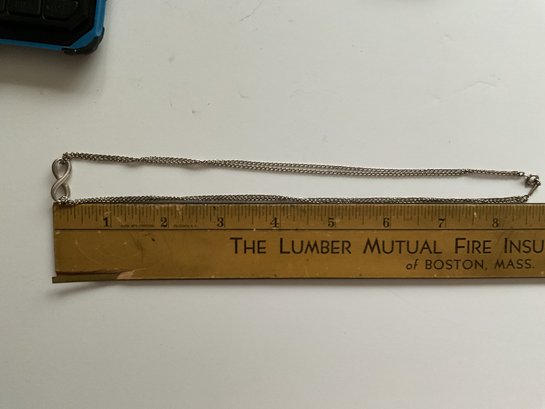 1 2 3 4 5 6 7 8
THE LUMBER MUTUAL FIRE INSU
of BOSTON, MASS.